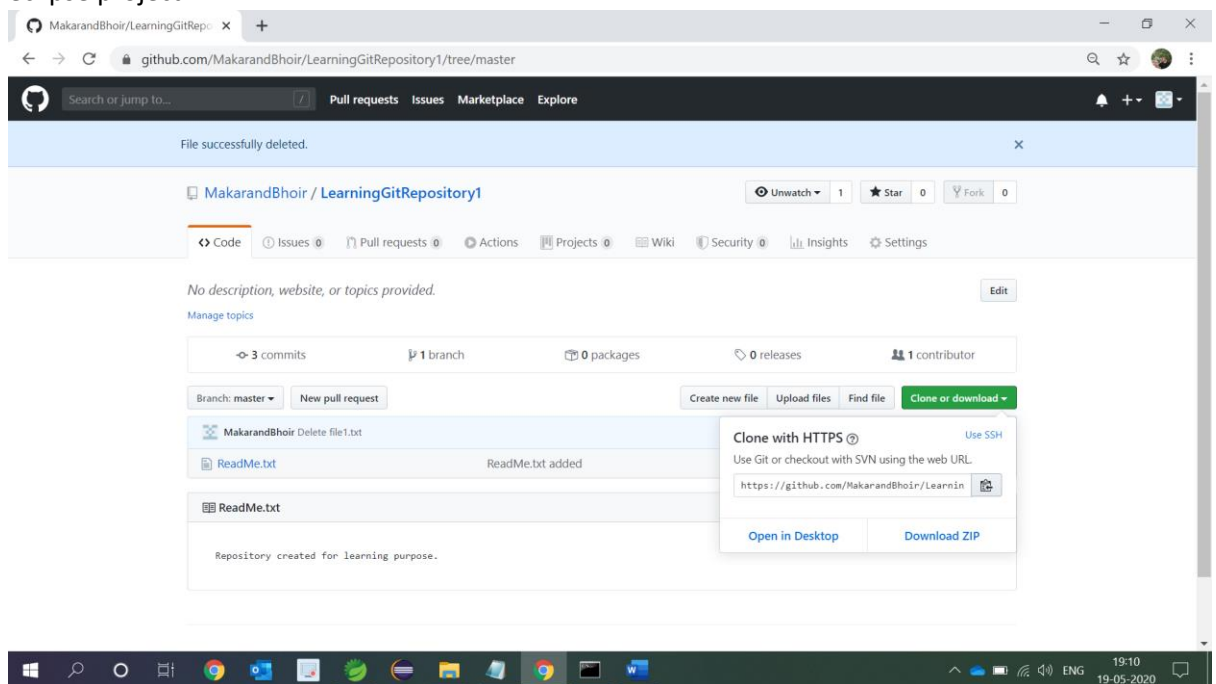 MakarandBhoir/LearningGitRepo
github.com/MakarandBhoir/LearningGitRepository1/tree/master
Search or jump to... / Pull requests Issues Marketplace Explore
File successfully deleted.
MakarandBhoir / LearningGitRepository1 Unwatch 1 Star 0 Fork 0
<> Code Issues 0 Pull requests 0 Actions Projects 0 Wiki Security 0 Insights Settings
No description, website, or topics provided. Edit
Manage topics
3 commits 1 branch 0 packages 0 releases 1 contributor
Branch: master New pull request Create new file Upload files Find file Clone or download
MakarandBhoir Delete file1.txt
ReadMe.txt ReadMe.txt added
Clone with HTTPS Use SSH
Use Git or checkout with SVN using the web URL.
https://github.com/MakarandBhoir/Learnin
Open in Desktop Download ZIP
ReadMe.txt
Repository created for learning purpose.
ENG 19:10
19-05-2020